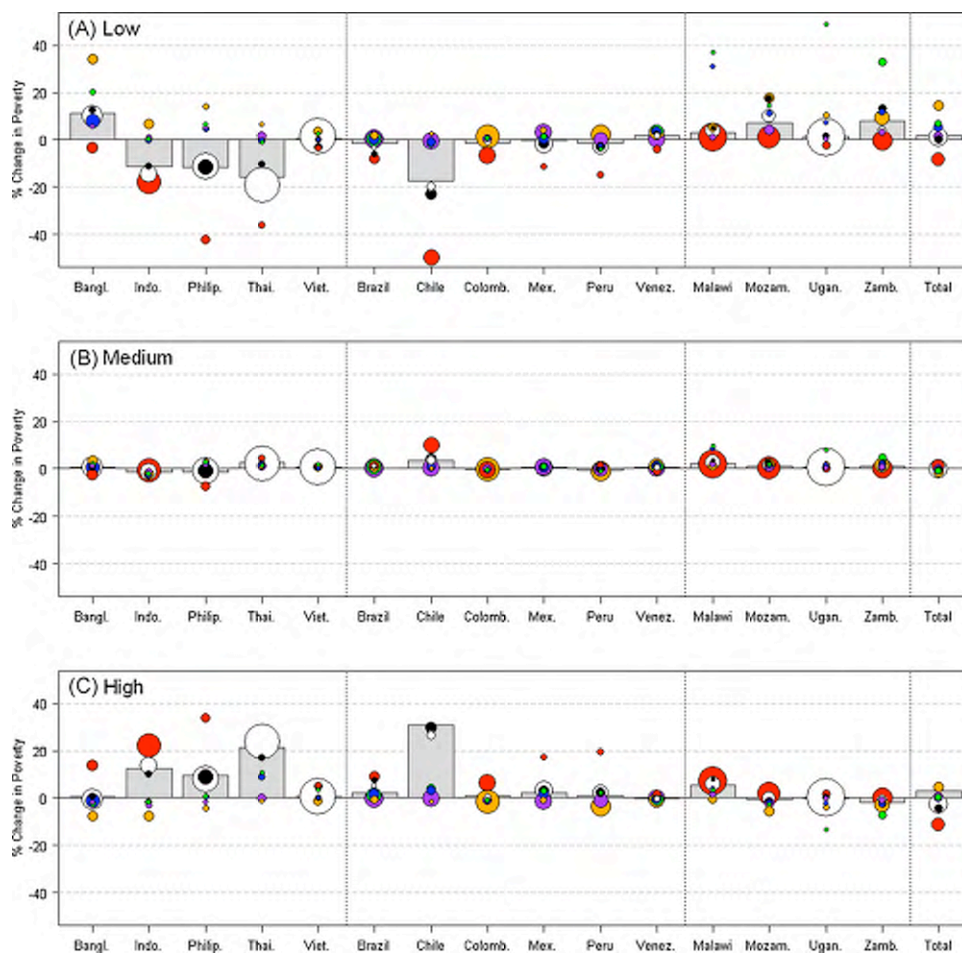 (A) Low
% Change in Poverty
40
20
0
-20
-40
Bangl. Indo. Philip. Thai. Viet. Brazil Chile Colomb. Mex. Peru Venez. Malawi Mozam. Ugan. Zamb. Total
(B) Medium
% Change in Poverty
40
20
0
-20
-40
Bangl. Indo. Philip. Thai. Viet. Brazil Chile Colomb. Mex. Peru Venez. Malawi Mozam. Ugan. Zamb. Total
(C) High
% Change in Poverty
40
20
0
-20
-40
Bangl. Indo. Philip. Thai. Viet. Brazil Chile Colomb. Mex. Peru Venez. Malawi Mozam. Ugan. Zamb. Total